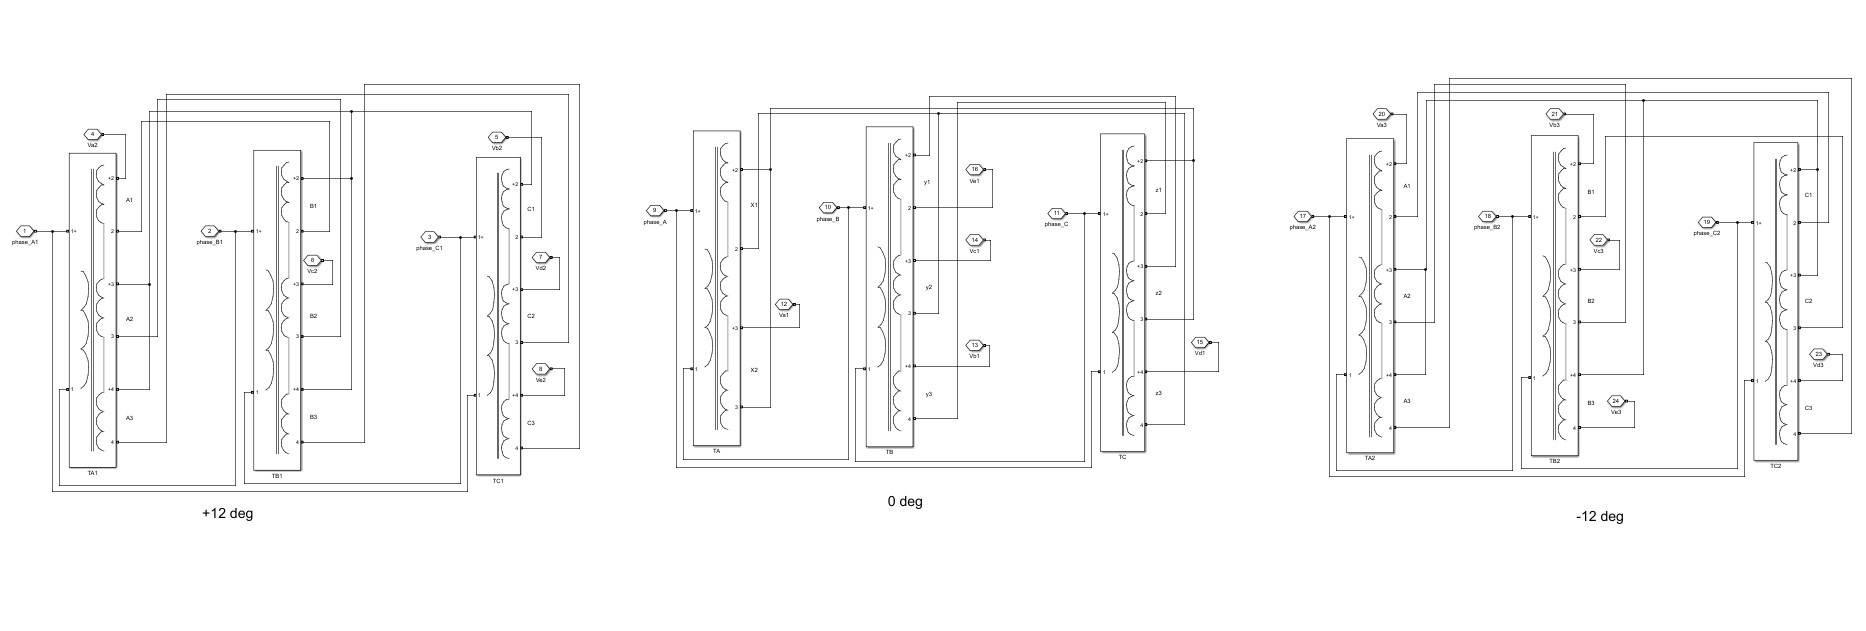 4
Va2
+2
A1
1
phase_A1
1+
2
+3
A2
3
1
+4
A3
4
TA1
2
phase_B1
1+
+2
B1
2
6
Vc2
+3
B2
3
1
+4
B3
4
TB1
3
phase_C1
1+
5
Vb2
+2
C1
2
7
Vd2
+3
C2
3
8
Ve2
1
+4
C3
4
TC1
+12 deg
9
phase_A
1+
+2
X1
2
12
Va1
+3
1
X2
3
TA
10
phase_B
1+
+2
y1
16
Ve1
2
14
Vc1
+3
y2
3
13
Vb1
1
+4
y3
4
TB
11
phase_C
1+
+2
z1
2
+3
z2
3
15
Vd1
1
+4
z3
4
TC
0 deg
20
Va3
+2
A1
17
phase_A2
1+
2
+3
A2
3
1
+4
A3
4
TA2
21
Vb3
+2
B1
18
phase_B2
1+
2
22
Vc3
+3
B2
3
1
+4
24
Ve3
B3
4
TB2
19
phase_C2
1+
+2
C1
2
+3
C2
3
23
Vd3
1
+4
C3
4
TC2
-12 deg